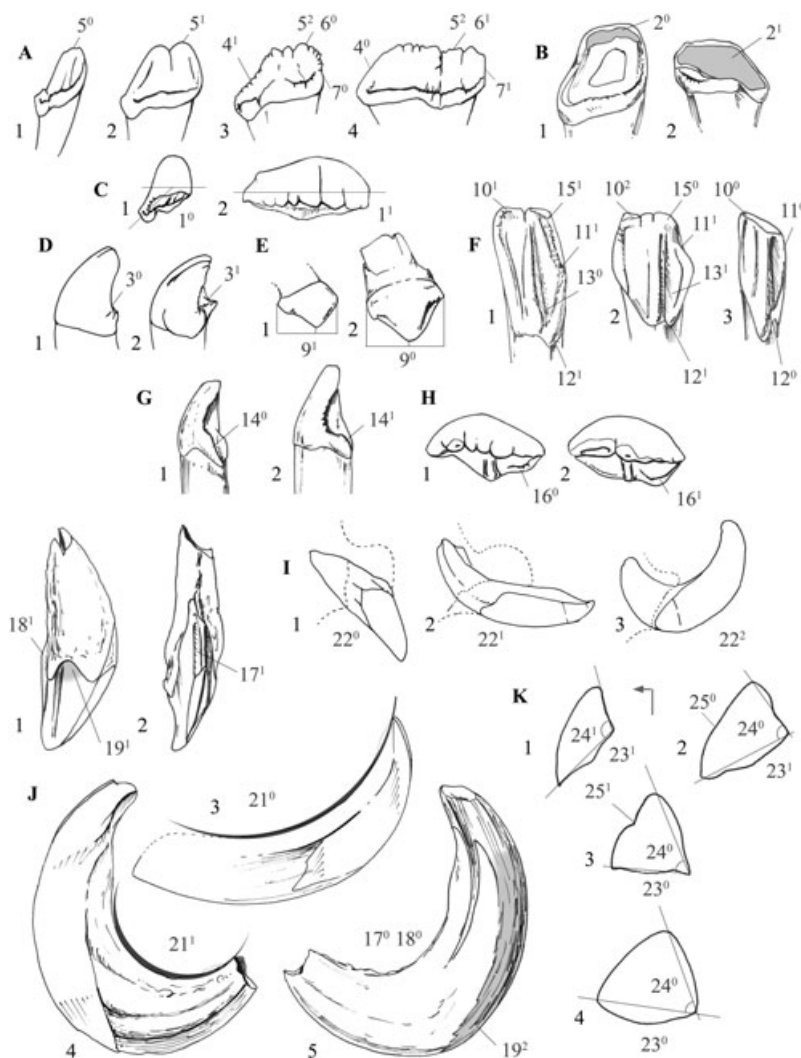 A 5⁰ 5¹ 4¹ 5² 6⁰ 7⁰ 4⁰ 5² 6¹ 7¹
1 2 3 4
B 2⁰ 2¹
1 2
C 1 1⁰ 2 1¹
D 3⁰ 3¹
1 2
E 1 2
9¹ 9⁰
F 10¹ 15¹ 10² 15⁰ 10⁰ 11⁰
11¹ 11¹
13⁰ 13¹
1 2 3
12¹ 12¹ 12⁰
G 14⁰ 14¹
1 2
H 1 2
16⁰ 16¹
18¹ 17¹
1 2
19¹
I 1 2 3
22⁰ 22¹ 22²
J 3 21⁰
21¹ 17⁰ 18⁰
4 5 19²
K 25⁰
24¹ 24⁰
1 23¹ 2 23¹
25¹
24⁰
3 23⁰
24⁰
4 23⁰